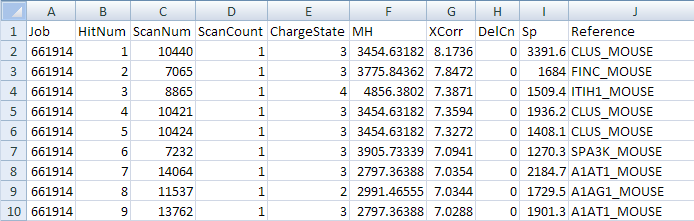 A B C D E F G H I J
1 Job HitNum ScanNum ScanCount ChargeState MH XCorr DelCn Sp Reference
2 661914 1 10440 1 3 3454.63182 8.1736 0 3391.6 CLUS_MOUSE
3 661914 2 7065 1 3 3775.84362 7.8472 0 1684 FINC_MOUSE
4 661914 3 8865 1 4 4856.3802 7.3871 0 1509.4 ITIH1_MOUSE
5 661914 4 10421 1 3 3454.63182 7.3594 0 1936.2 CLUS_MOUSE
6 661914 5 10424 1 3 3454.63182 7.3272 0 1408.1 CLUS_MOUSE
7 661914 6 7232 1 3 3905.73339 7.0941 0 1270.3 SPA3K_MOUSE
8 661914 7 14064 1 3 2797.36388 7.0354 0 2184.7 A1AT1_MOUSE
9 661914 8 11537 1 2 2991.46555 7.0344 0 1729.5 A1AG1_MOUSE
10 661914 9 13762 1 3 2797.36388 7.0288 0 1901.3 A1AT1_MOUSE